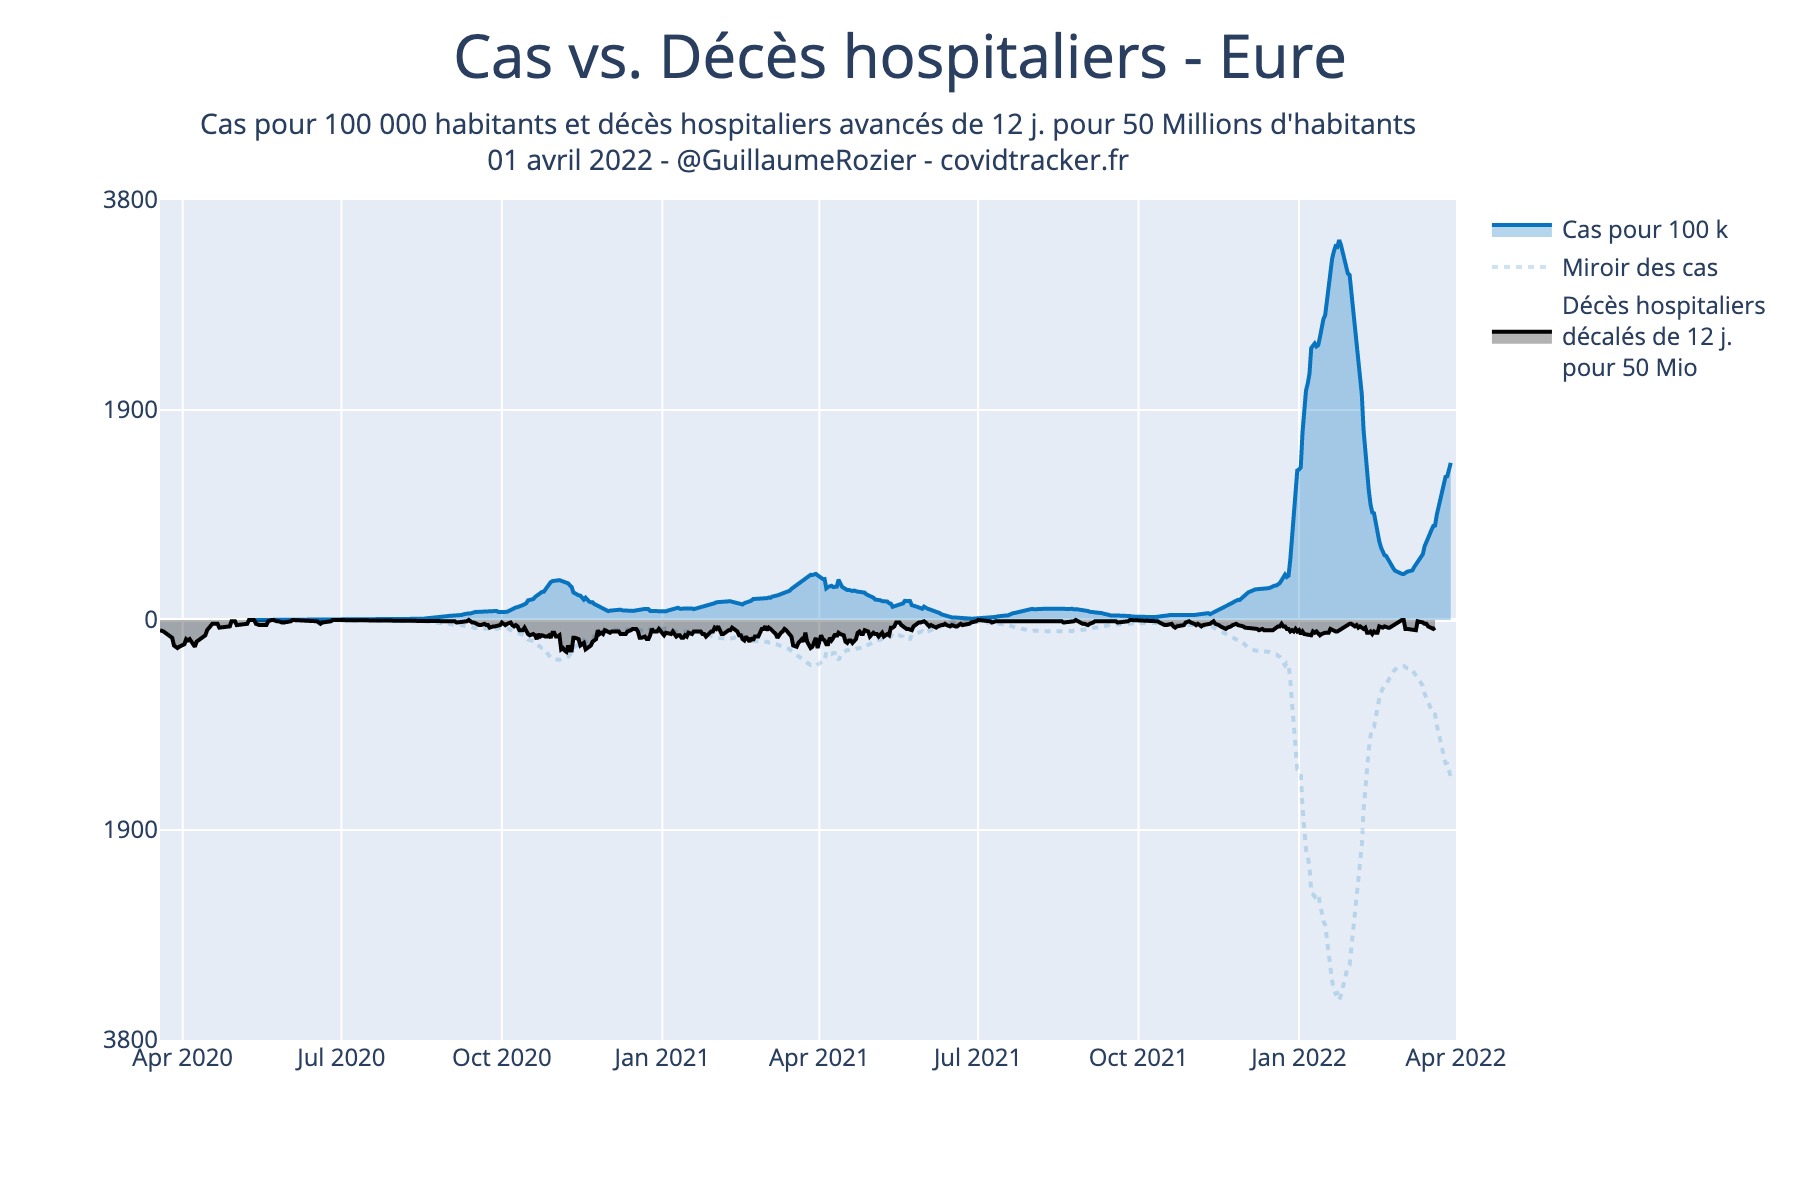 Cas vs. Décès hospitaliers - Eure
Cas pour 100 000 habitants et décès hospitaliers avancés de 12 j. pour 50 Millions d'habitants
01 avril 2022 - @GuillaumeRozier - covidtracker.fr
3800
1900
0
1900
3800
Apr 2020
Jul 2020
Oct 2020
Jan 2021
Apr 2021
Jul 2021
Oct 2021
Jan 2022
Apr 2022
Cas pour 100 k
Miroir des cas
Décès hospitaliers
décalés de 12 j.
pour 50 Mio